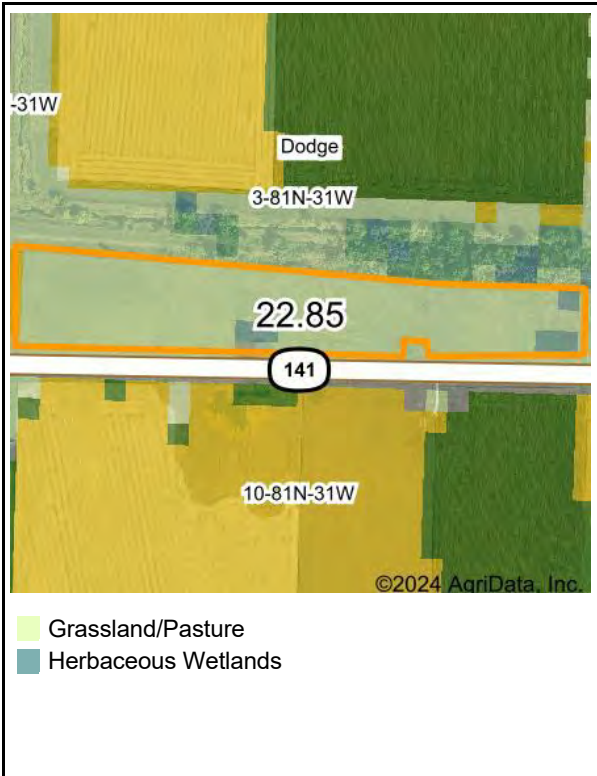 -31W
Dodge
3-81N-31W
22.85
141
10-81N-31W
©2024 AgriData, Inc.
Grassland/Pasture
Herbaceous Wetlands